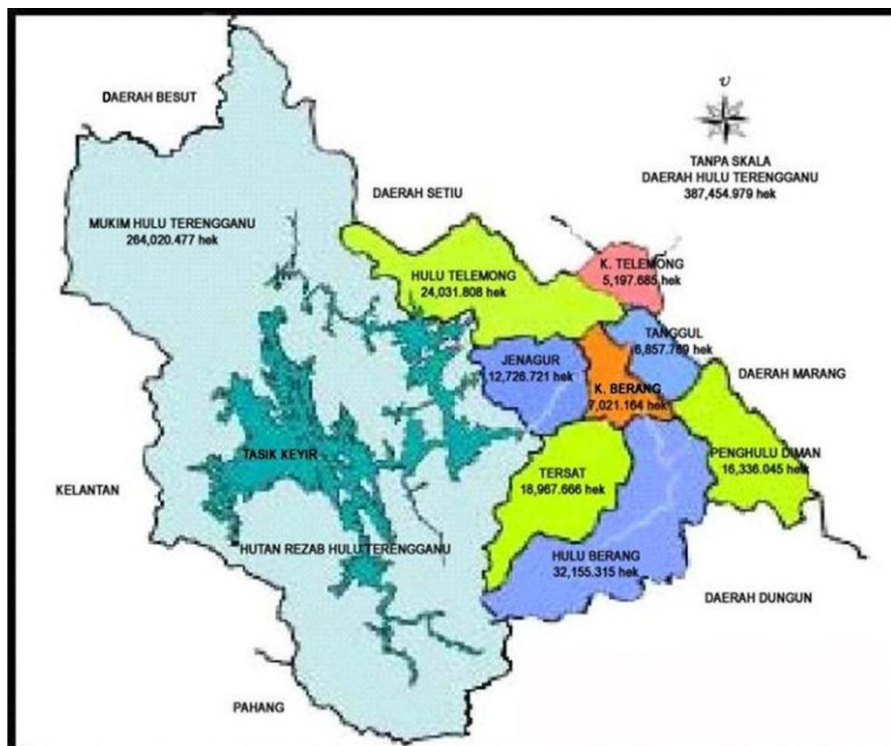 DAERAH BESUT
υ
TANPA SKALA
DAERAH HULU TERENGGANU
387,454.979 hek
DAERAH SETIU
MUKIM HULU TERENGGANU
264,020.477 hek
K. TELEMONG
5,197.685 hek
HULU TELEMONG
24,031.808 hek
TANGGUL
6,857.769 hek
JENAGUR
12,726.721 hek
DAERAH MARANG
K. BERANG
7,021.164 hek
PENGHULU DIMAN
16,336.045 hek
TASIK KEYIR
TERSAT
18,967.666 hek
KELANTAN
HUTAN REZAB HULU TERENGGANU
HULU BERANG
32,155.315 hek
DAERAH DUNGUN
PAHANG